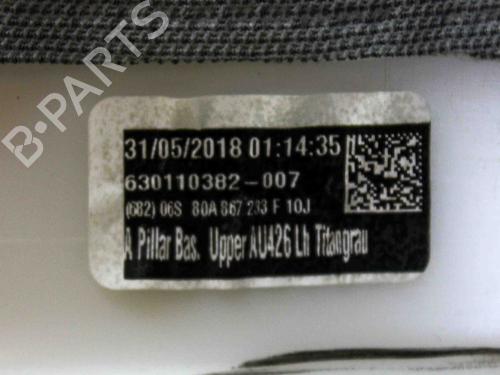 B-PARTS
31/05/2018 01:14:35
630110382-007
(682) 06S 80A 867 233 F 10J
A Pillar Bas. Upper AU426 Lh Titangrau